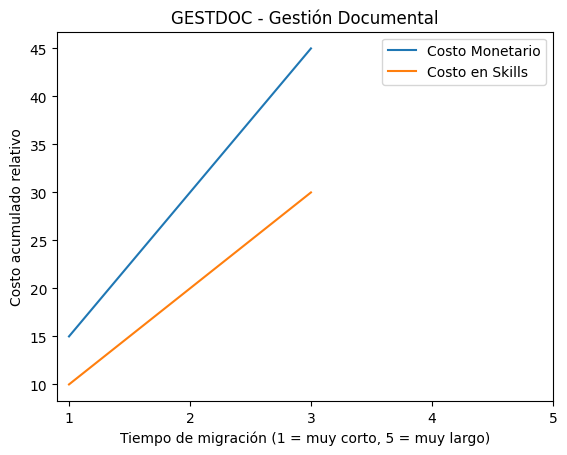 GESTDOC - Gestión Documental
Costo Monetario
Costo en Skills
Costo acumulado relativo
45
40
35
30
25
20
15
10
1
2
3
4
5
Tiempo de migración (1 = muy corto, 5 = muy largo)